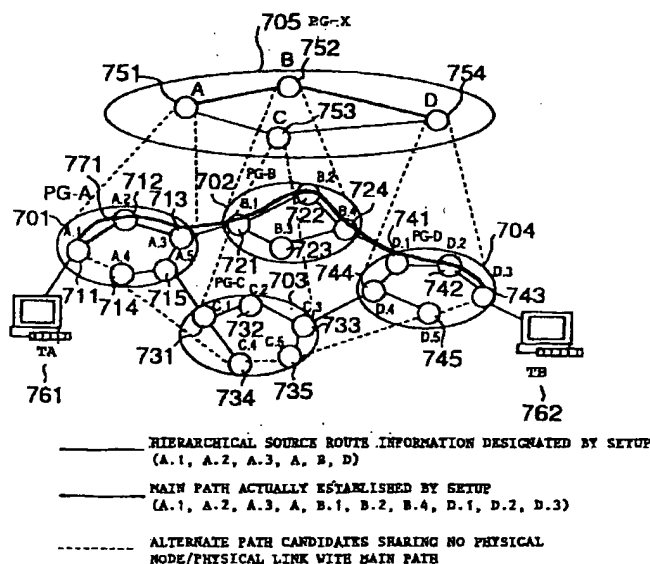 705 PG-X
B
751 752 754
A D
753
C
PG-B
771 712 702 B.2
PG-A 713 B.1 724
701 A.2 B.4 741 PG-D 704
A.1 A.3 722 D.1 D.2
B.3 D.3
A.4 A.5 721 723 744 743
PG-C 703 742
711 714 715 C.2 D.4
C.1 C.3 733
732 D.5
731 C.4 C.5 745
TA TB
761 734 735 762
HIERARCHICAL SOURCE ROUTE INFORMATION DESIGNATED BY SETUP
(A.1, A.2, A.3, A, B, D)
MAIN PATH ACTUALLY ESTABLISHED BY SETUP
(A.1, A.2, A.3, A, B.1, B.2, B.4, D.1, D.2, D.3)
ALTERNATE PATH CANDIDATES SHARING NO PHYSICAL
NODE/PHYSICAL LINK WITH MAIN PATH